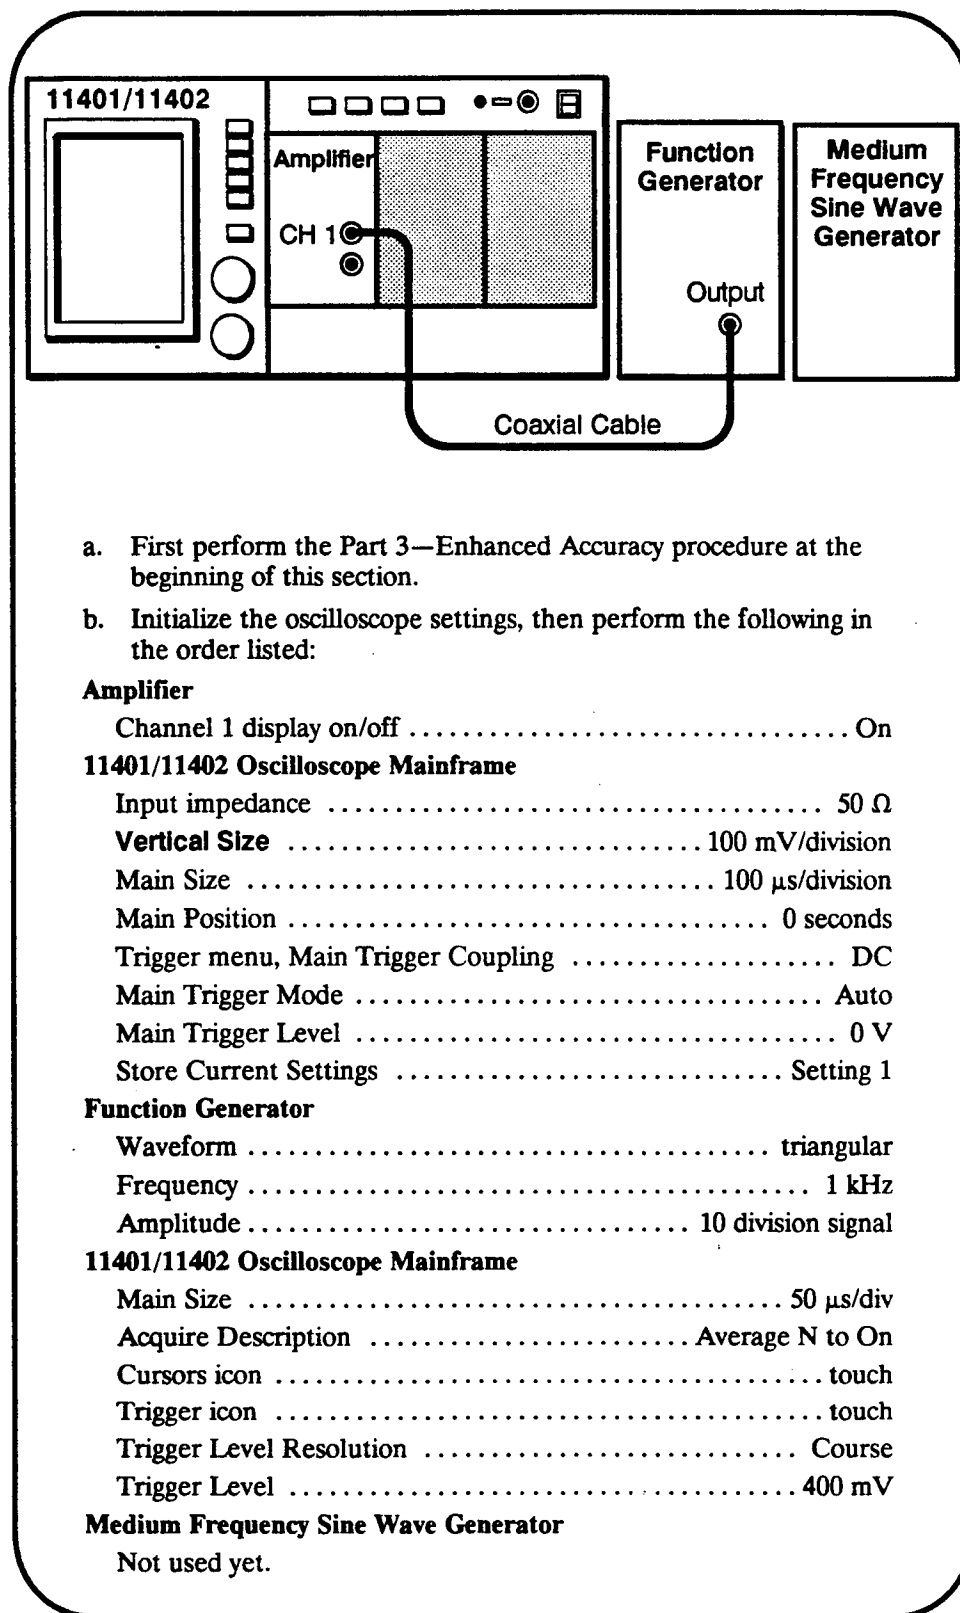 11401/11402
Amplifier
CH 1
Function
Generator
Output
Medium
Frequency
Sine Wave
Generator
Coaxial Cable
a. First perform the Part 3—Enhanced Accuracy procedure at the
beginning of this section.
b. Initialize the oscilloscope settings, then perform the following in
the order listed:
Amplifier
Channel 1 display on/off ................................. On
11401/11402 Oscilloscope Mainframe
Input impedance ..................................... 50 Ω
Vertical Size ............................... 100 mV/division
Main Size ................................... 100 µs/division
Main Position .................................... 0 seconds
Trigger menu, Main Trigger Coupling .................... DC
Main Trigger Mode ................................... Auto
Main Trigger Level .................................... 0 V
Store Current Settings ............................. Setting 1
Function Generator
Waveform ....................................... triangular
Frequency .......................................... 1 kHz
Amplitude ................................. 10 division signal
11401/11402 Oscilloscope Mainframe
Main Size ........................................ 50 µs/div
Acquire Description ........................ Average N to On
Cursors icon ......................................... touch
Trigger icon .......................................... touch
Trigger Level Resolution ............................ Course
Trigger Level ...................................... 400 mV
Medium Frequency Sine Wave Generator
Not used yet.